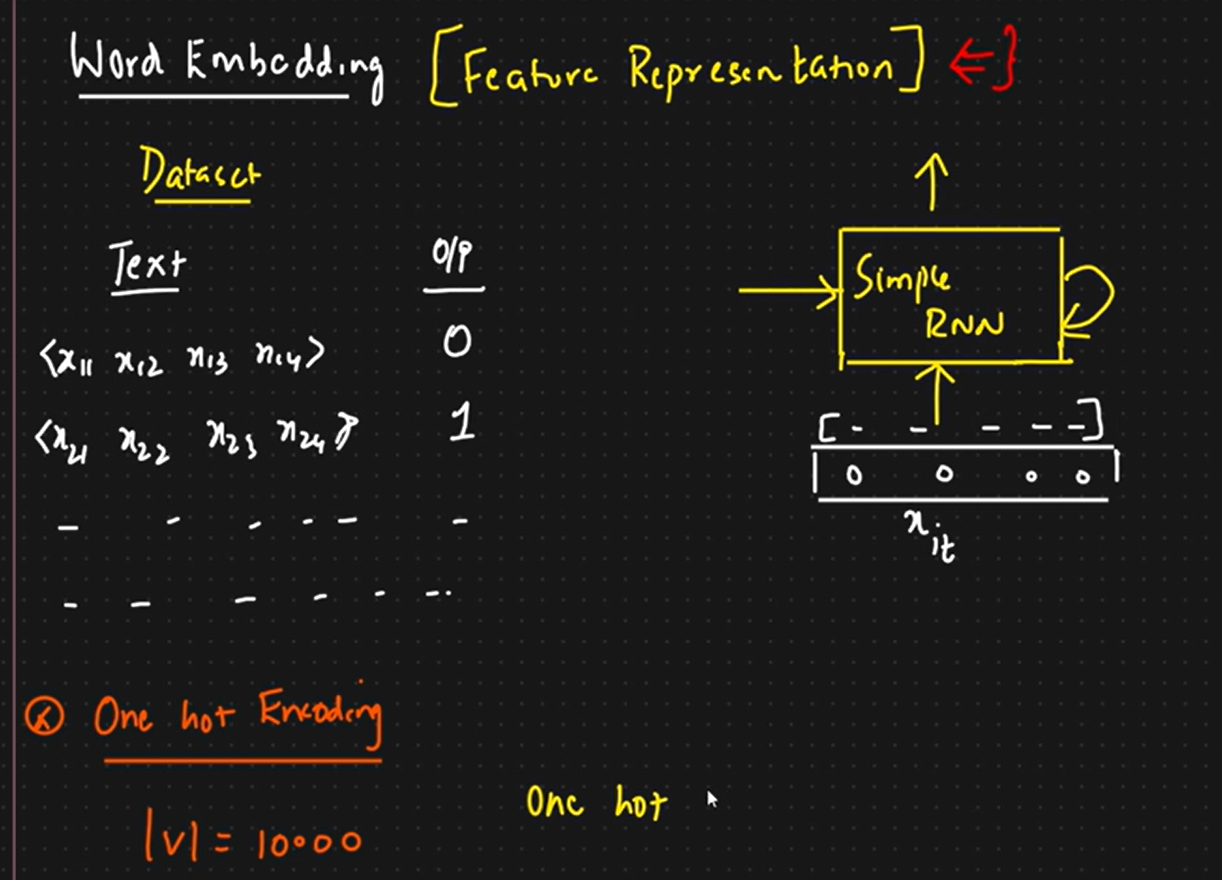 Word Embedding [Feature Representation] ←}
Dataset
Text O/P
<x11 x12 x13 x14> 0
<x21 x22 x23 x24> 1
- - - - - -
- - - - - -..
Simple
RNN
[- - - - -]
0 0 0 0
xit
One hot Encoding
|V| = 10000
One hot